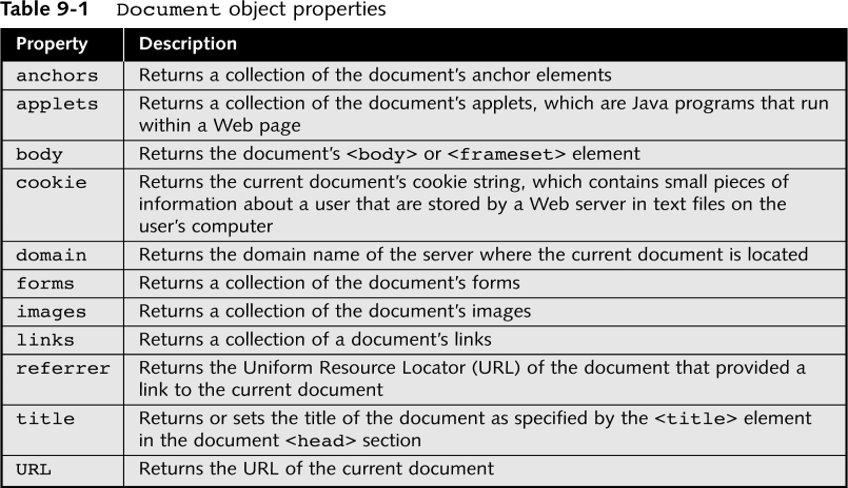 Table 9-1 Document object properties
Property Description
anchors Returns a collection of the document's anchor elements
applets Returns a collection of the document's applets, which are Java programs that run
within a Web page
body Returns the document's <body> or <frameset> element
cookie Returns the current document's cookie string, which contains small pieces of
information about a user that are stored by a Web server in text files on the
user's computer
domain Returns the domain name of the server where the current document is located
forms Returns a collection of the document's forms
images Returns a collection of the document's images
links Returns a collection of a document's links
referrer Returns the Uniform Resource Locator (URL) of the document that provided a
link to the current document
title Returns or sets the title of the document as specified by the <title> element
in the document <head> section
URL Returns the URL of the current document